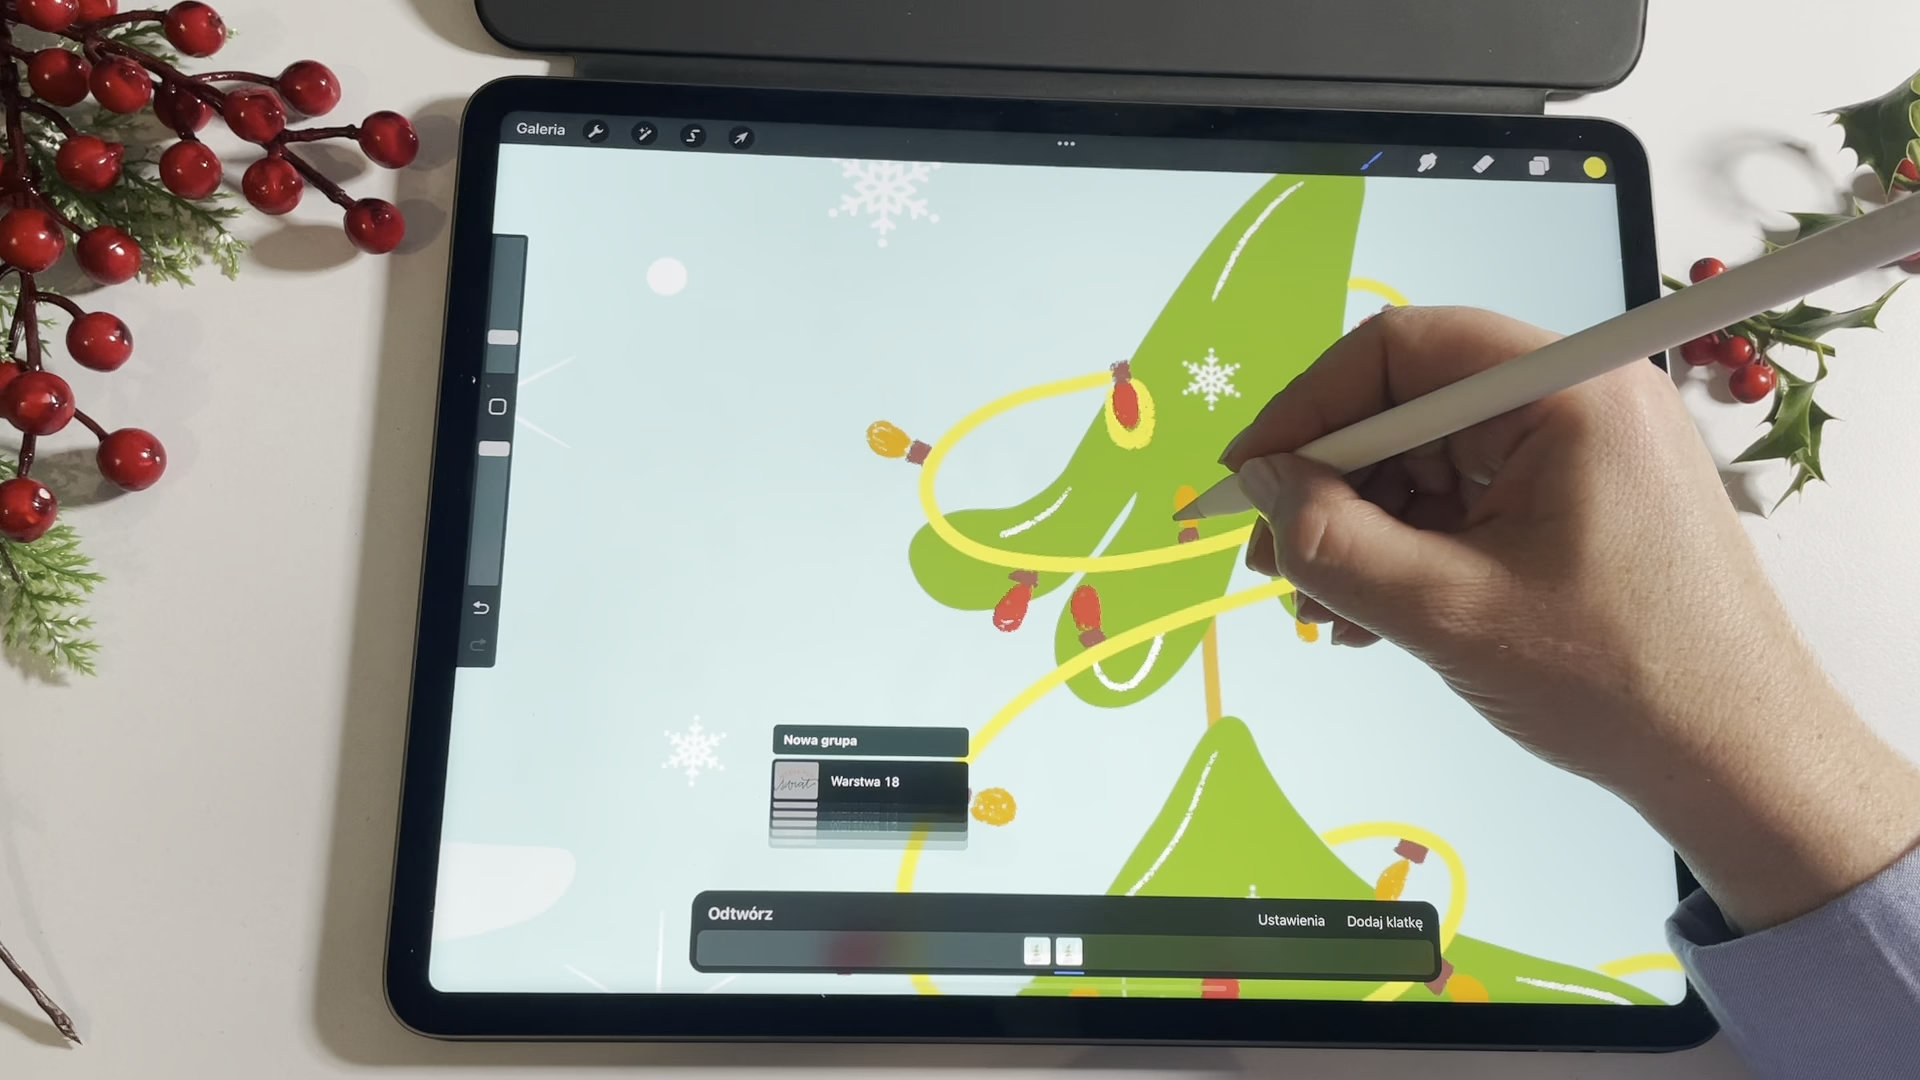 Galeria
Nowa grupa
Warstwa 18
Odtwórz
Ustawienia
Dodaj klatkę